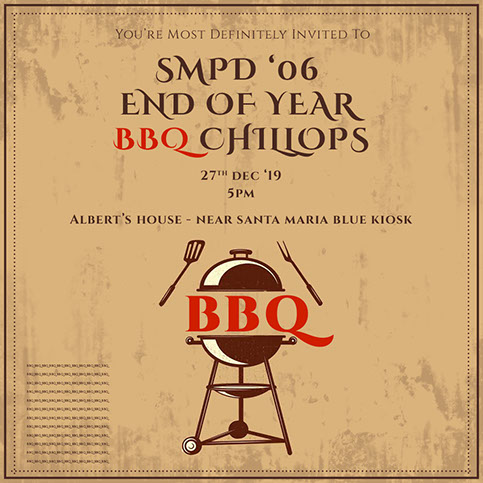 You're Most Definitely Invited To
SMPD ‘06
END OF YEAR
BBQ CHILLOPS
27TH DEC ‘19
5PM
ALBERT'S HOUSE - NEAR SANTA MARIA BLUE KIOSK
BBQ